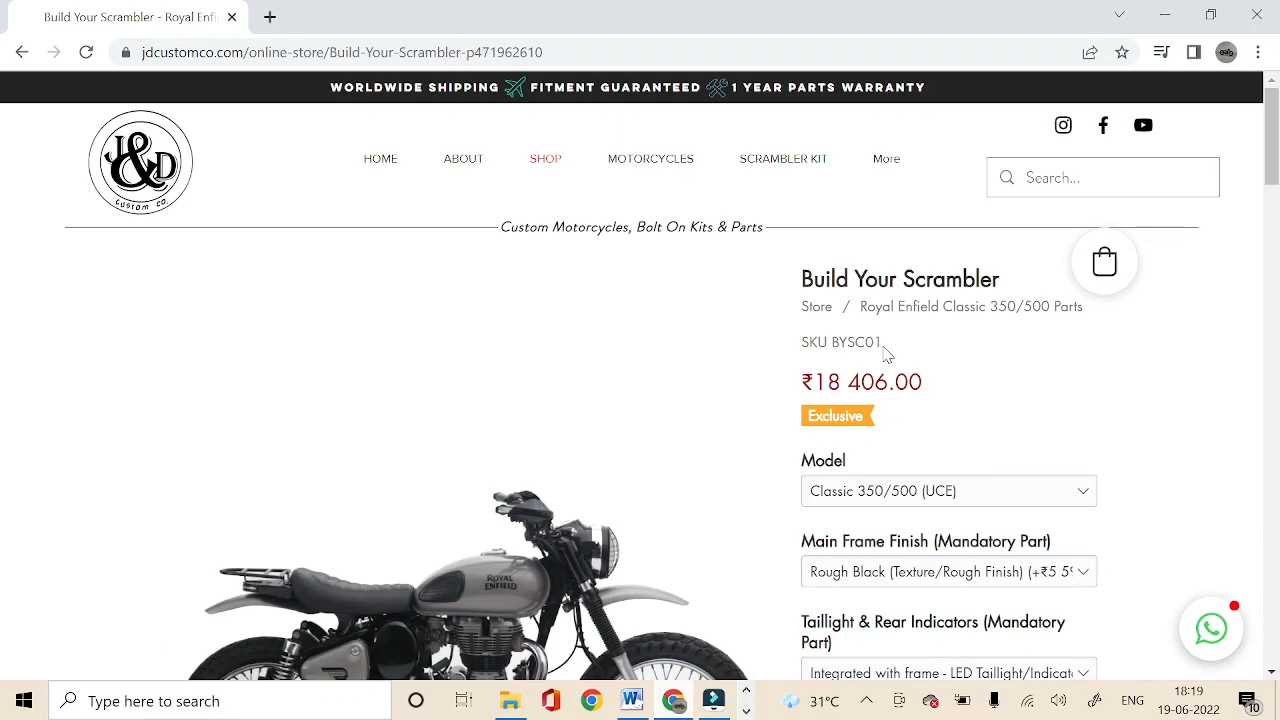 Build Your Scrambler - Royal Enfi
jdcustomco.com/online-store/Build-Your-Scrambler-p471962610
WORLDWIDE SHIPPING FITMENT GUARANTEED 1 YEAR PARTS WARRANTY
J&D
custom co.
HOME ABOUT SHOP MOTORCYCLES SCRAMBLER KIT More
Search...
Custom Motorcycles, Bolt On Kits & Parts
Build Your Scrambler
Store / Royal Enfield Classic 350/500 Parts
SKU BYSC01
₹18 406.00
Exclusive
Model
Classic 350/500 (UCE)
Main Frame Finish (Mandatory Part)
Rough Black (Texture/Rough Finish) (+₹5 5
Taillight & Rear Indicators (Mandatory
Part)
Integrated with frame - LED Taillight/Indicat
ROYAL
ENFIELD
Type here to search
31°C
ENG
18:19
19-06-2022
10